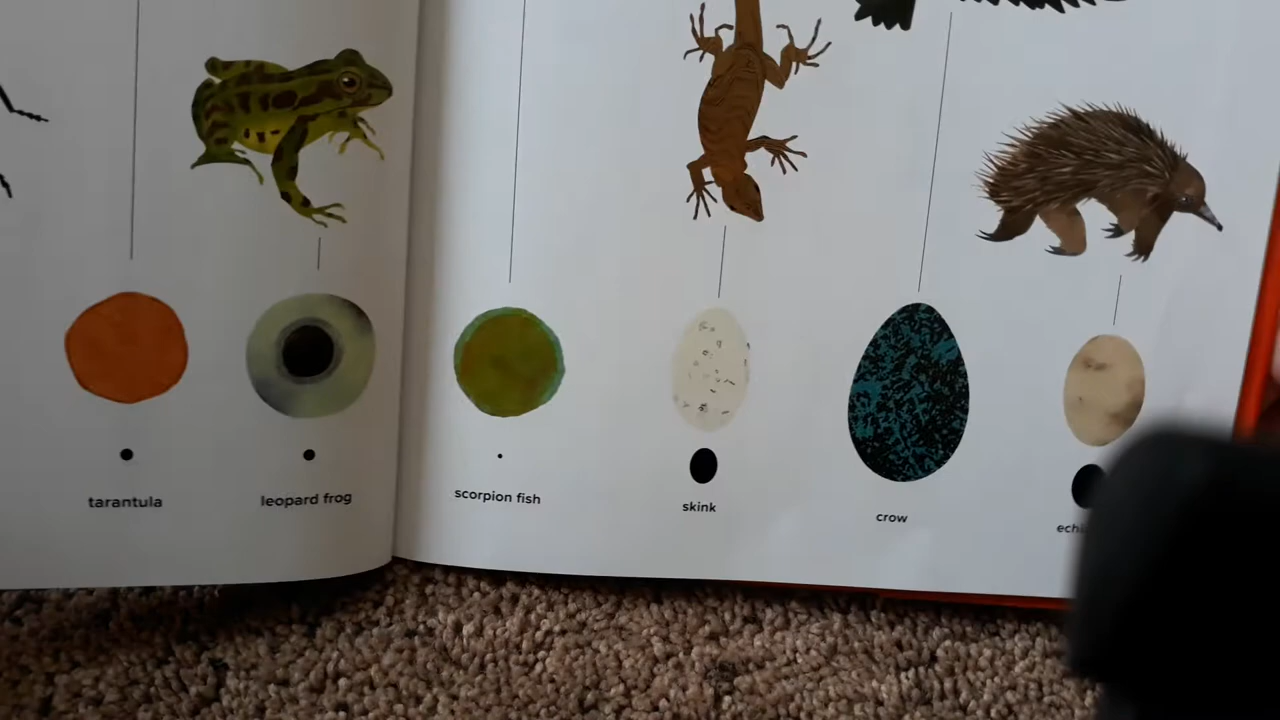 tarantula
leopard frog
scorpion fish
skink
crow